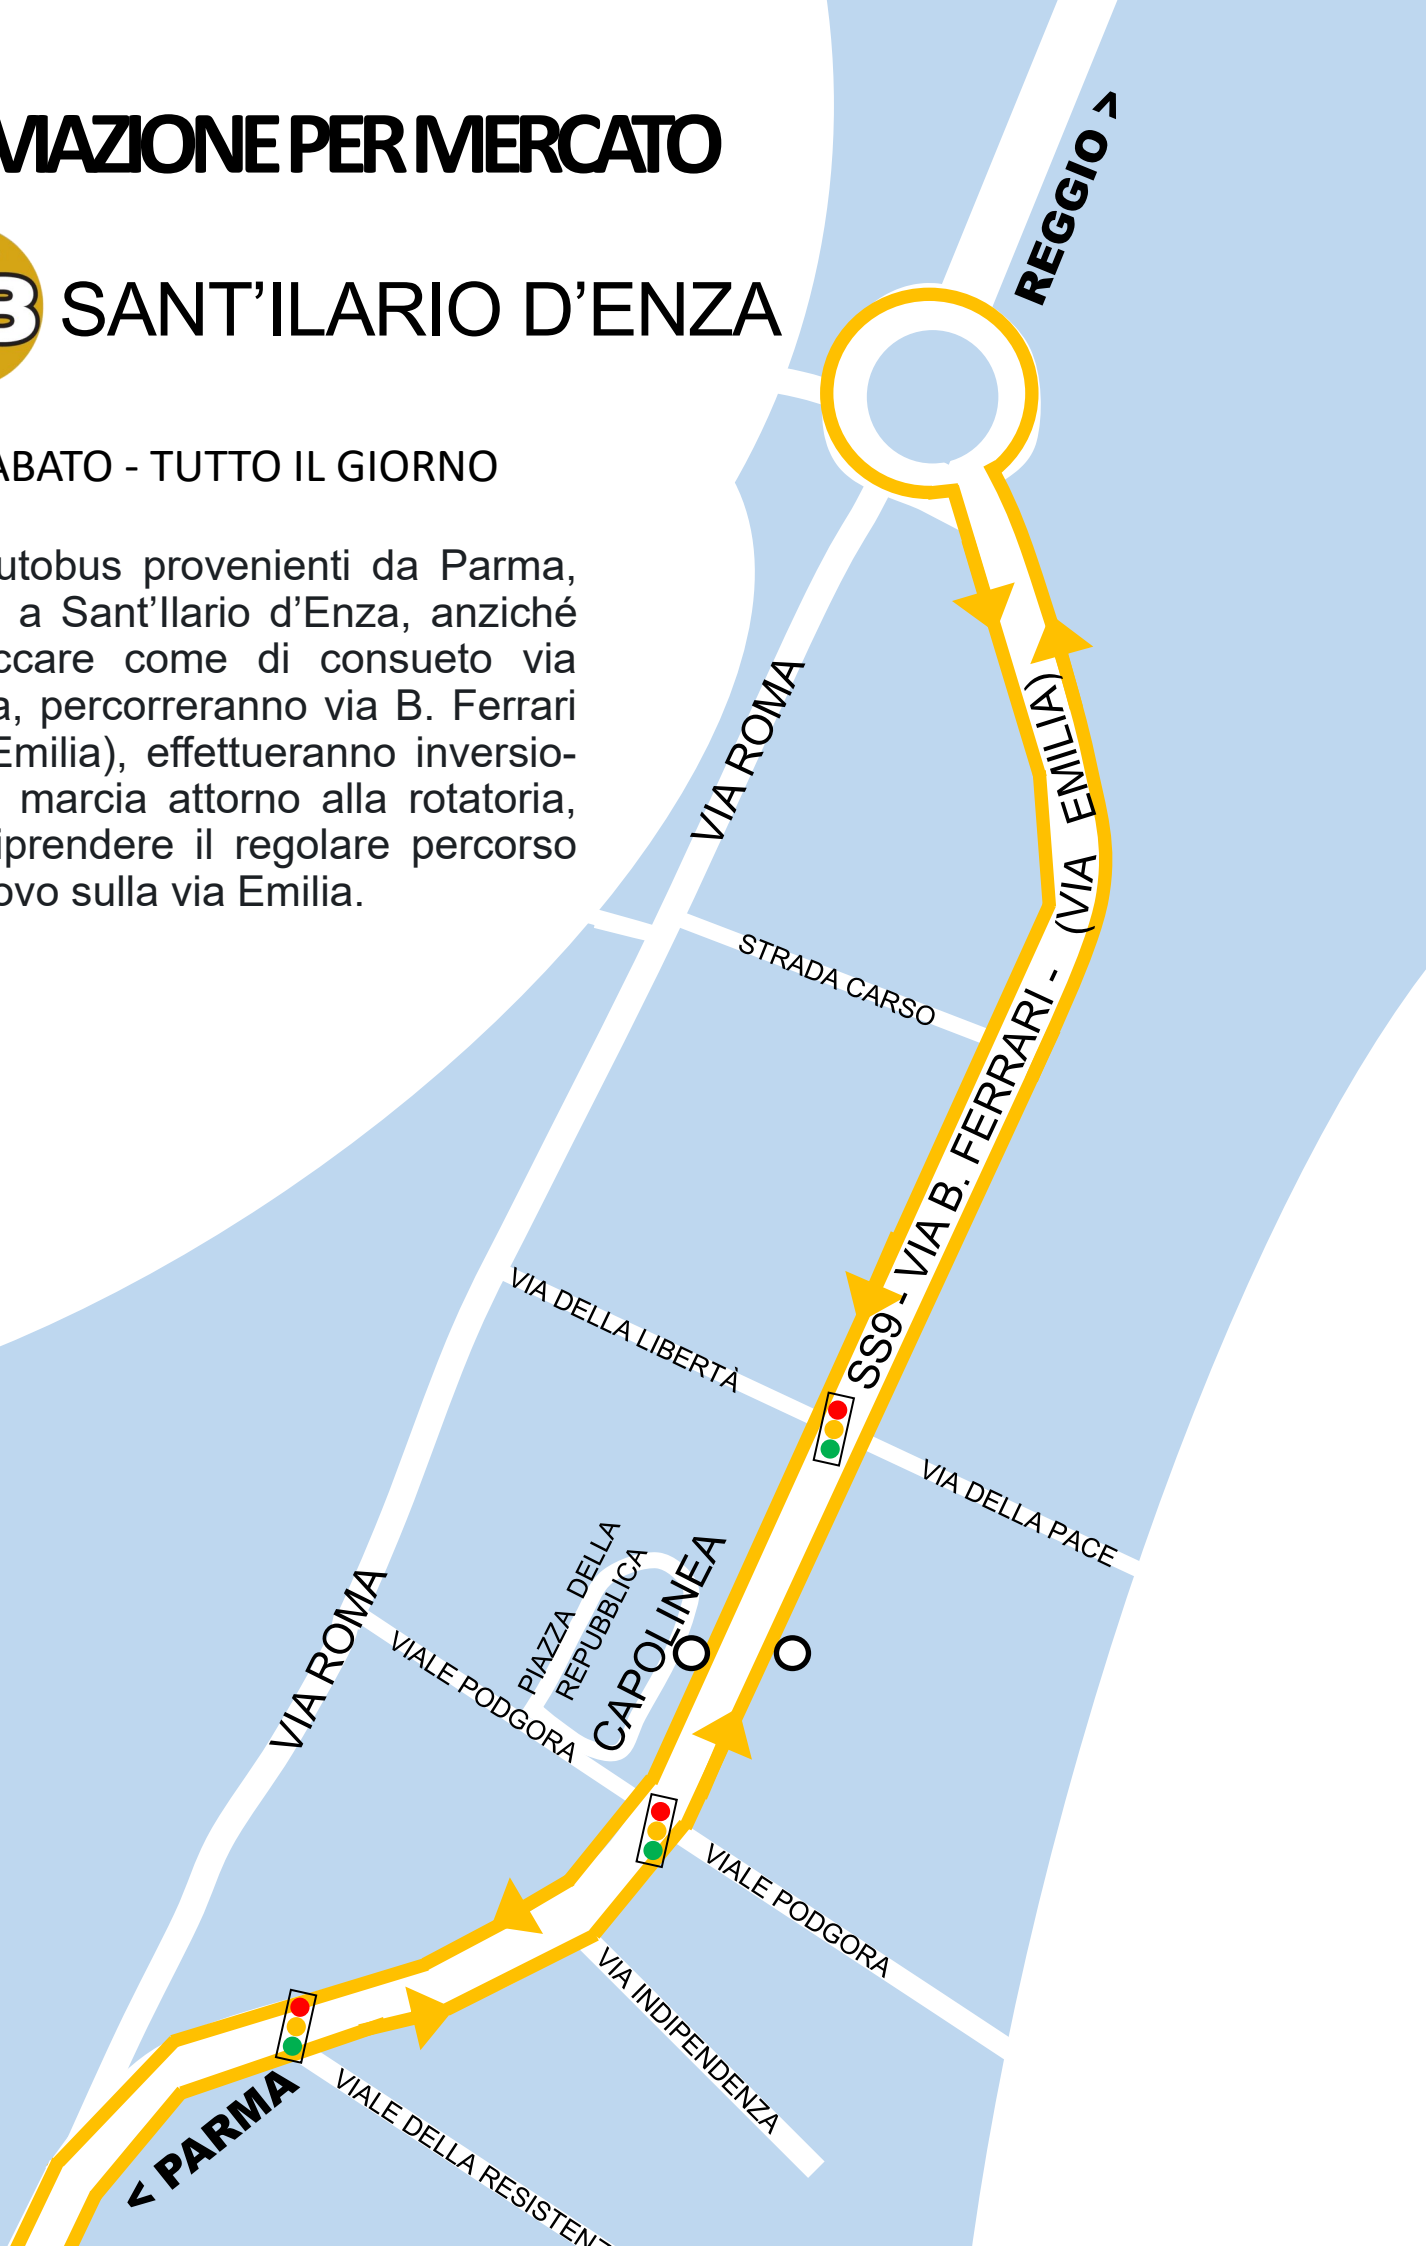 MAZIONE PER MERCATO
3 SANT'ILARIO D'ENZA
ABATO - TUTTO IL GIORNO
utobus provenienti da Parma,
a Sant'Ilario d'Enza, anziché
ccare come di consueto via
a, percorreranno via B. Ferrari
Emilia), effettueranno inversio-
marcia attorno alla rotatoria,
iprendere il regolare percorso
ovo sulla via Emilia.
REGGIO >
VIA ROMA
SS9 - VIA B. FERRARI - (VIA EMILIA)
STRADA CARSO
VIA DELLA LIBERTÀ
VIA DELLA PACE
PIAZZA DELLA
REPUBBLICA
CAPOLINEA
VIA ROMA
VIALE PODGORA
VIALE PODGORA
VIA INDIPENDENZA
< PARMA
VIALE DELLA RESISTENZ